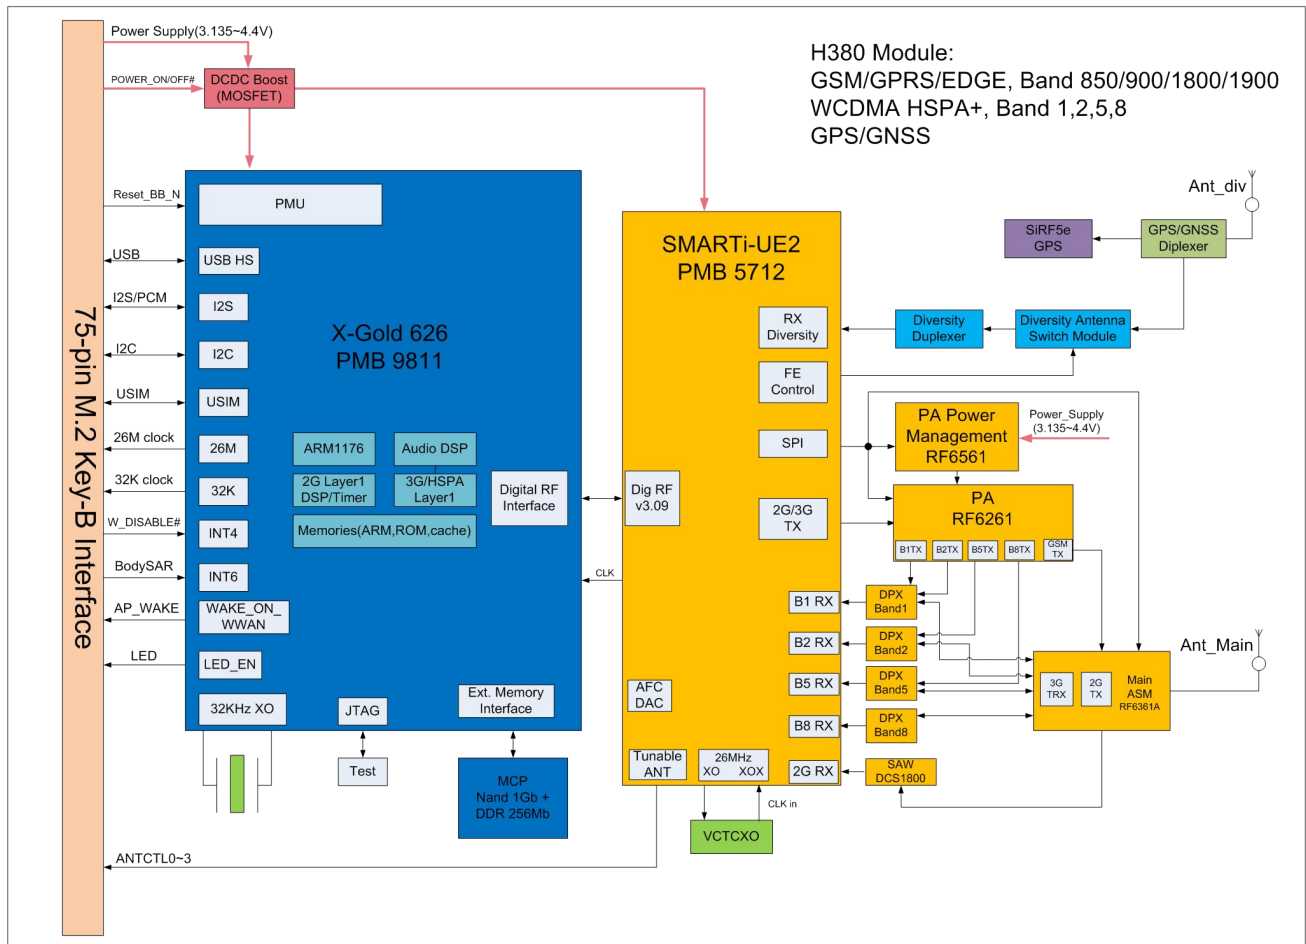 Power Supply(3.135~4.4V)
POWER_ON/OFF#
DCDC Boost
(MOSFET)
H380 Module:
GSM/GPRS/EDGE, Band 850/900/1800/1900
WCDMA HSPA+, Band 1,2,5,8
GPS/GNSS
75-pin M.2 Key-B Interface
Reset_BB_N
USB
I2S/PCM
I2C
USIM
26M clock
32K clock
W_DISABLE#
BodySAR
AP_WAKE
LED
ANTCTL0~3
PMU
USB HS
I2S
I2C
USIM
26M
32K
INT4
INT6
WAKE_ON_
WWAN
LED_EN
32KHz XO
X-Gold 626
PMB 9811
ARM1176
Audio DSP
2G Layer1
DSP/Timer
3G/HSPA
Layer1
Memories(ARM,ROM,cache)
Digital RF
Interface
JTAG
Ext. Memory
Interface
Test
MCP
Nand 1Gb +
DDR 256Mb
CLK
SMARTi-UE2
PMB 5712
RX
Diversity
FE
Control
SPI
Dig RF
v3.09
2G/3G
TX
B1 RX
B2 RX
B5 RX
B8 RX
2G RX
AFC
DAC
Tunable
ANT
26MHz
XO XOX
CLK in
VCTCXO
Ant_div
SiRF5e
GPS
GPS/GNSS
Diplexer
Diversity
Duplexer
Diversity Antenna
Switch Module
PA Power
Management
RF6561
Power_Supply
(3.135~4.4V)
PA
RF6261
B1TX
B2TX
B5TX
B8TX
GSM
TX
DPX
Band1
DPX
Band2
DPX
Band5
DPX
Band8
SAW
DCS1800
3G
TRX
2G
TX
Main
ASM
RF6361A
Ant_Main